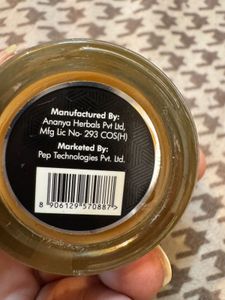 Manufactured By:
Ananya Herbals Pvt Ltd,
Mfg Lic No- 293 COS(H)
Marketed By:
Pep Technologies Pvt. Ltd.
8 906129 570887 >